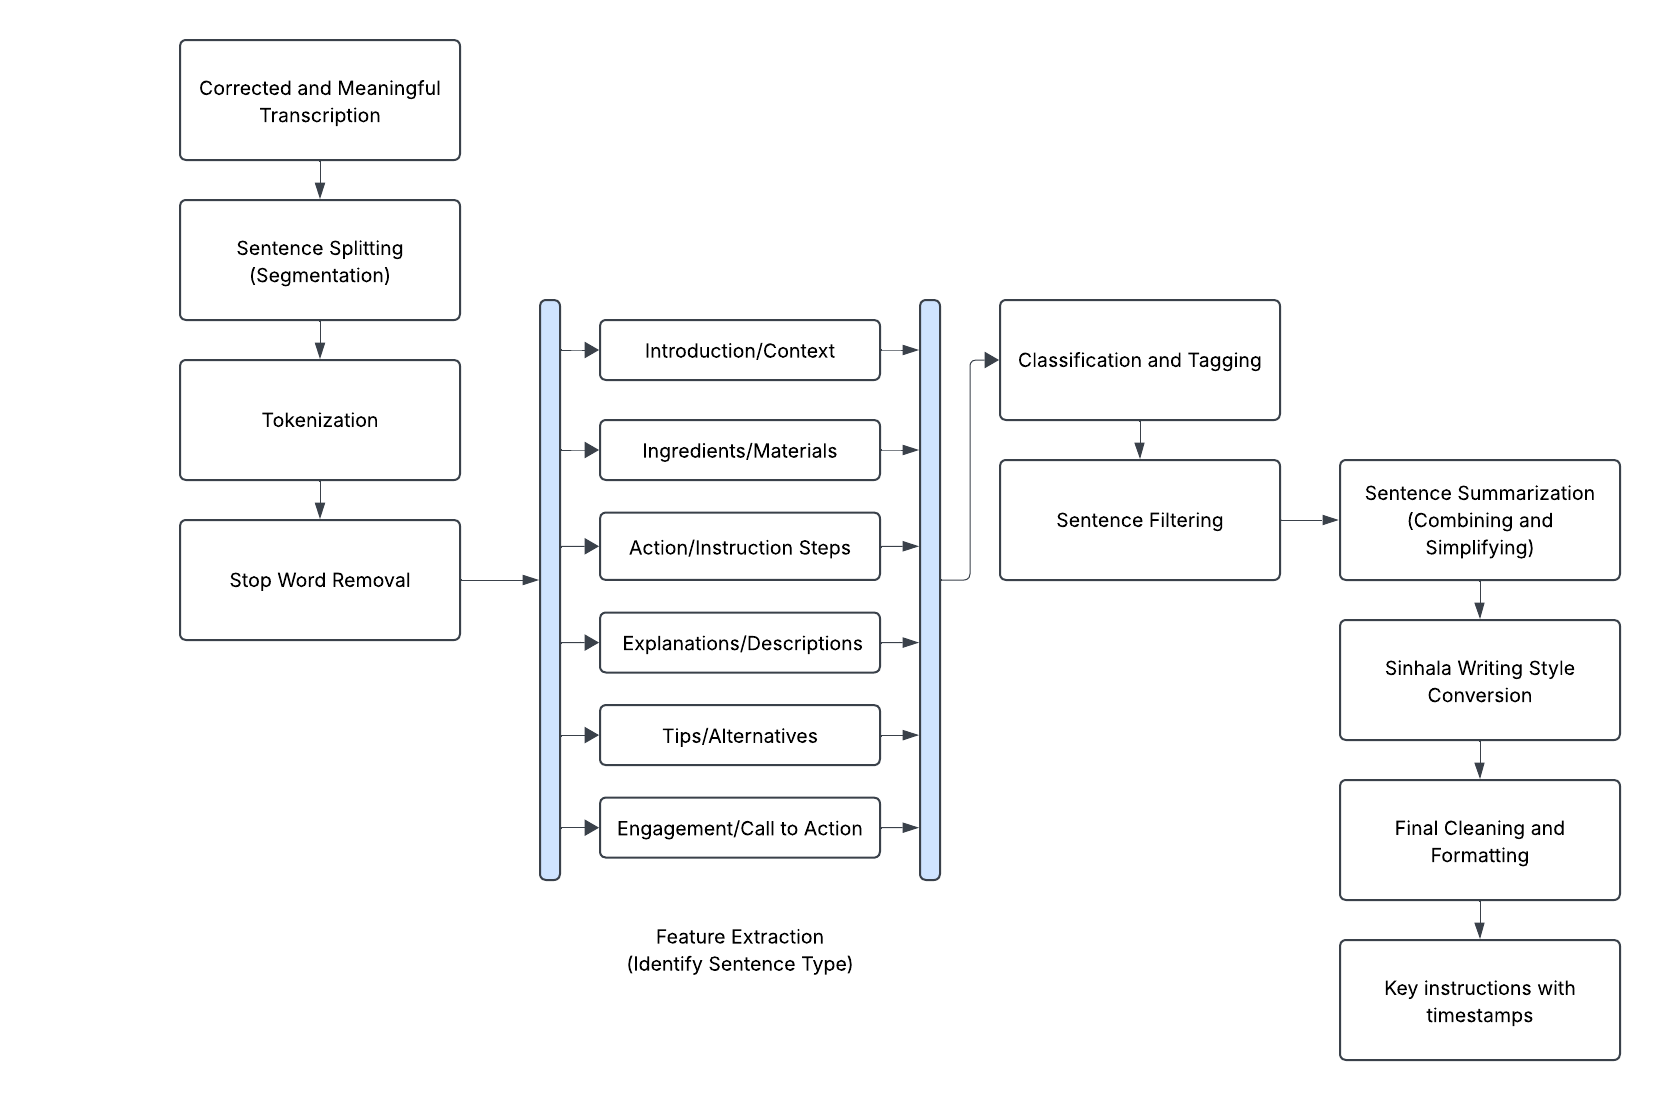 Corrected and Meaningful
Transcription
Sentence Splitting
(Segmentation)
Tokenization
Stop Word Removal
Introduction/Context
Ingredients/Materials
Action/Instruction Steps
Explanations/Descriptions
Tips/Alternatives
Engagement/Call to Action
Feature Extraction
(Identify Sentence Type)
Classification and Tagging
Sentence Filtering
Sentence Summarization
(Combining and
Simplifying)
Sinhala Writing Style
Conversion
Final Cleaning and
Formatting
Key instructions with
timestamps